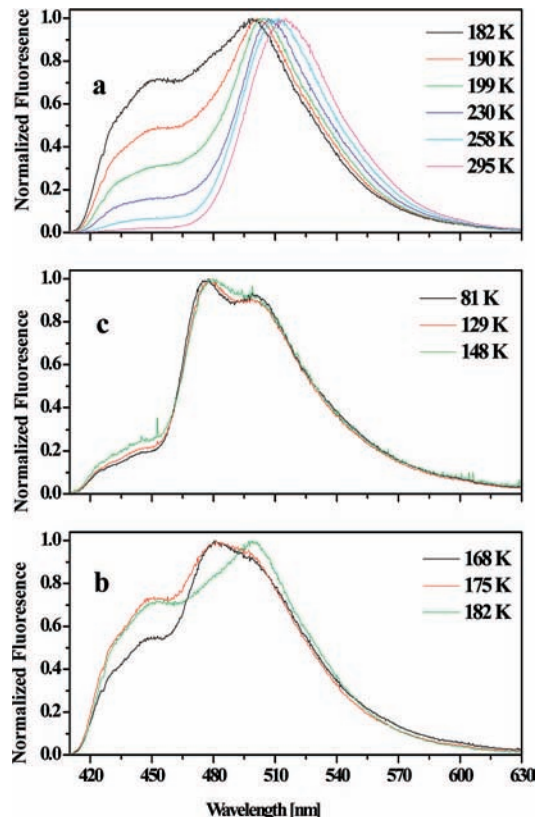 Normalized Fluorescence
1.0
0.8
0.6
0.4
0.2
0.0
a
182 K
190 K
199 K
230 K
258 K
295 K
Normalized Fluorescence
1.0
0.8
0.6
0.4
0.2
0.0
c
81 K
129 K
148 K
Normalized Fluorescence
1.0
0.8
0.6
0.4
0.2
0.0
b
168 K
175 K
182 K
420 450 480 510 540 570 600 630
Wavelength [nm]